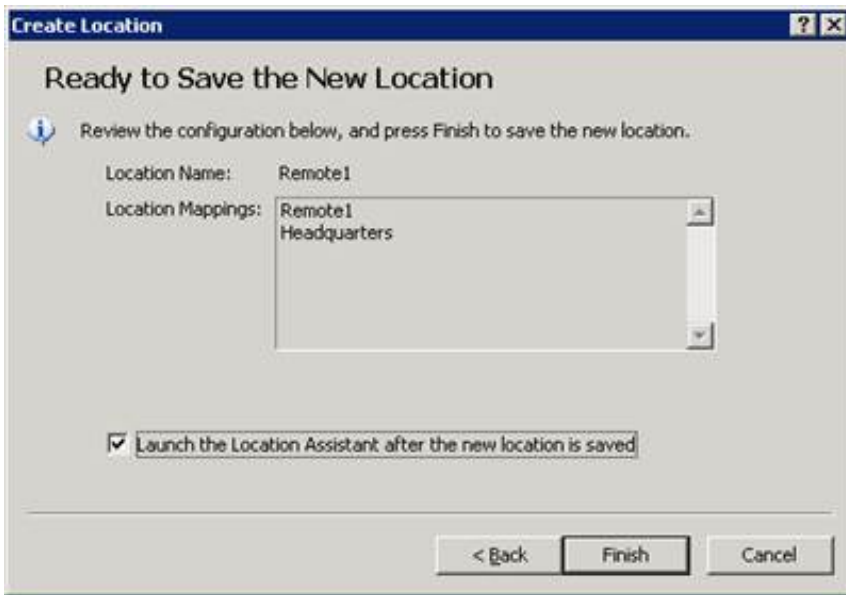 Create Location
Ready to Save the New Location
Review the configuration below, and press Finish to save the new location.
Location Name: Remote1
Location Mappings: Remote1
Headquarters
Launch the Location Assistant after the new location is saved
< Back Finish Cancel